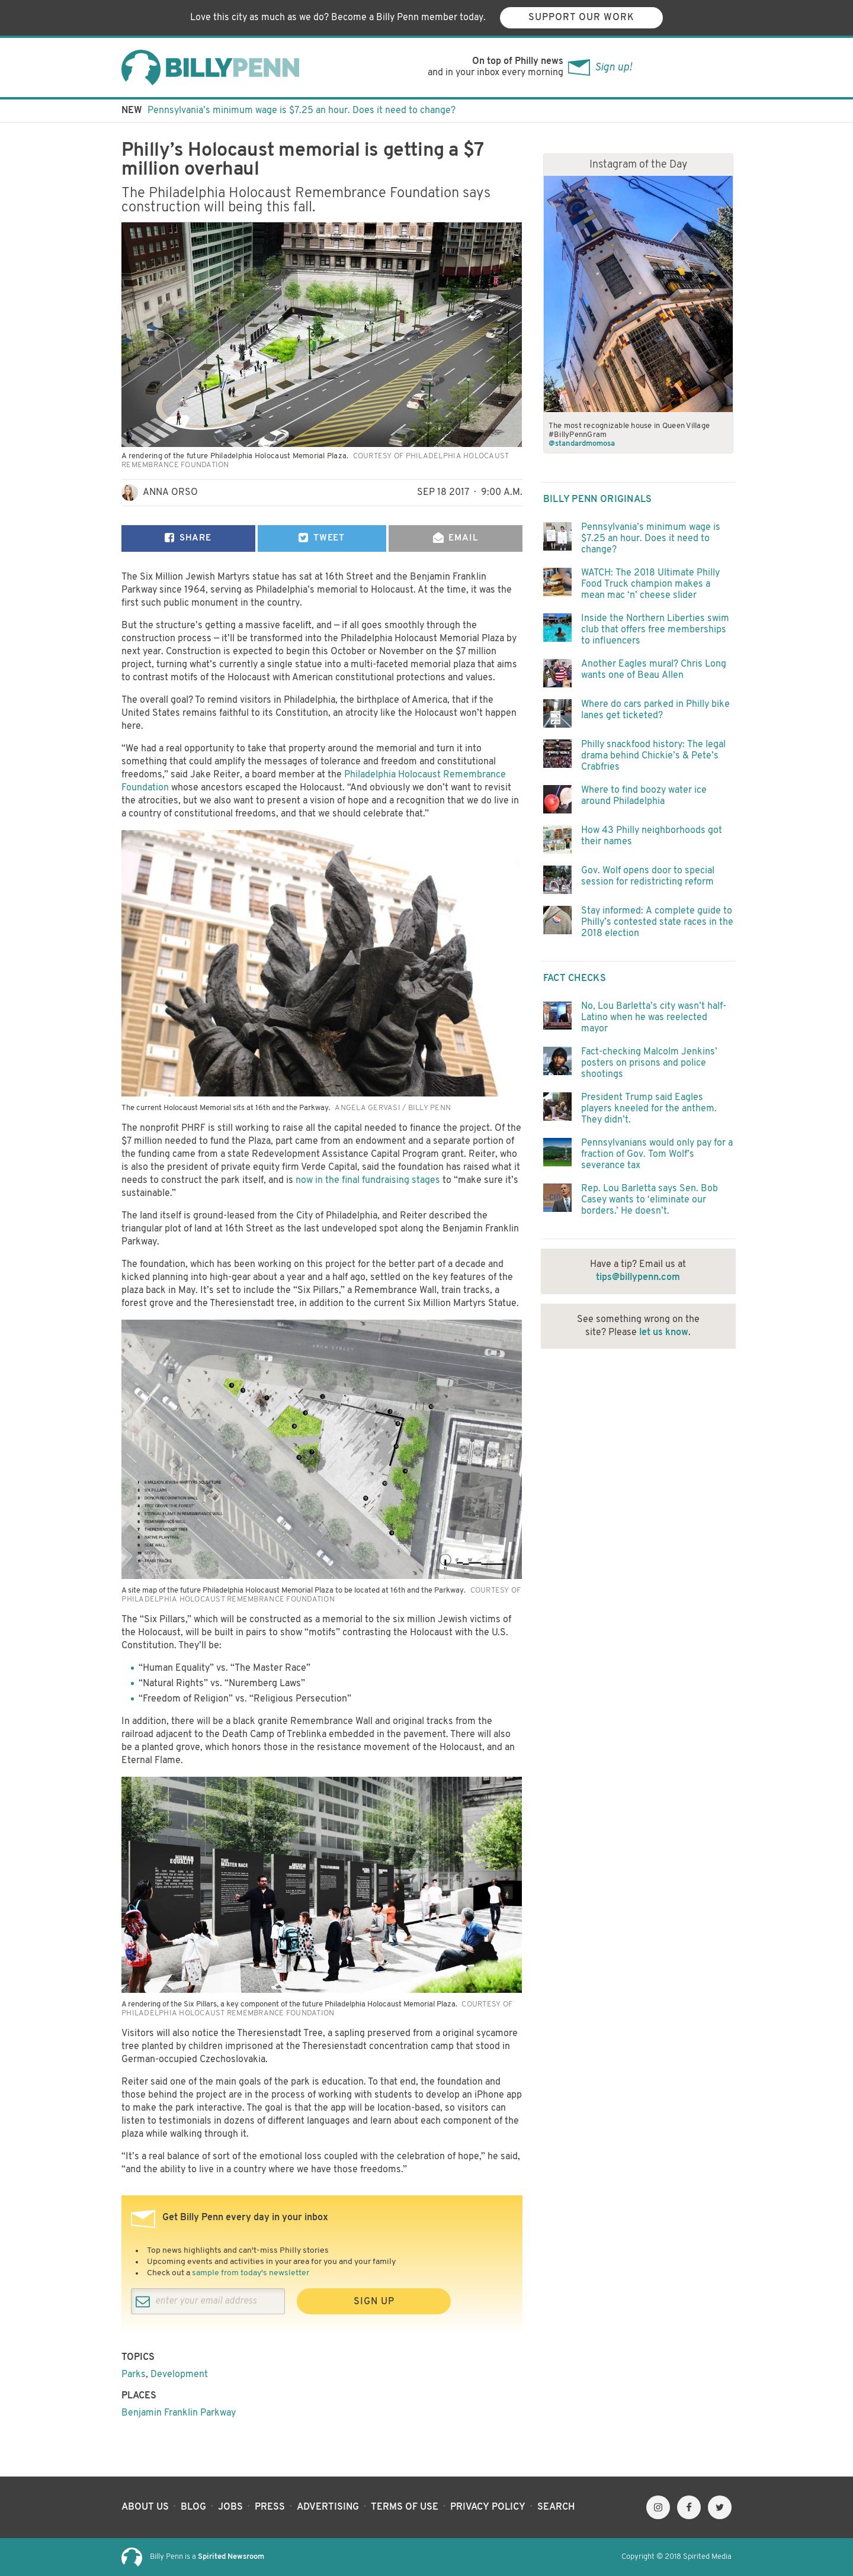 Love this city as much as we do? Become a Billy Penn member today.
SUPPORT OUR WORK
BILLYPENN
On top of Philly news
and in your inbox every morning
Sign up!
NEW Pennsylvania's minimum wage is $7.25 an hour. Does it need to change?
Philly's Holocaust memorial is getting a $7
million overhaul
The Philadelphia Holocaust Remembrance Foundation says
construction will being this fall.
A rendering of the future Philadelphia Holocaust Memorial Plaza. COURTESY OF PHILADELPHIA HOLOCAUST
REMEMBRANCE FOUNDATION
ANNA ORSO
SEP 18 2017 · 9:00 A.M.
SHARE
TWEET
EMAIL
The Six Million Jewish Martyrs statue has sat at 16th Street and the Benjamin Franklin
Parkway since 1964, serving as Philadelphia's memorial to Holocaust. At the time, it was the
first such public monument in the country.
But the structure's getting a massive facelift, and — if all goes smoothly through the
construction process — it'll be transformed into the Philadelphia Holocaust Memorial Plaza by
next year. Construction is expected to begin this October or November on the $7 million
project, turning what's currently a single statue into a multi-faceted memorial plaza that aims
to contrast motifs of the Holocaust with American constitutional protections and values.
The overall goal? To remind visitors in Philadelphia, the birthplace of America, that if the
United States remains faithful to its Constitution, an atrocity like the Holocaust won't happen
here.
"We had a real opportunity to take that property around the memorial and turn it into
something that could amplify the messages of tolerance and freedom and constitutional
freedoms," said Jake Reiter, a board member at the Philadelphia Holocaust Remembrance
Foundation whose ancestors escaped the Holocaust. "And obviously we don't want to revisit
the atrocities, but we also want to present a vision of hope and a recognition that we do live in
a country of constitutional freedoms, and that we should celebrate that."
The current Holocaust Memorial sits at 16th and the Parkway. ANGELA GERVASI / BILLY PENN
The nonprofit PHRF is still working to raise all the capital needed to finance the project. Of the
$7 million needed to fund the Plaza, part came from an endowment and a separate portion of
the funding came from a state Redevelopment Assistance Capital Program grant. Reiter, who
is also the president of private equity firm Verde Capital, said the foundation has raised what it
needs to construct the park itself, and is now in the final fundraising stages to "make sure it's
sustainable."
The land itself is ground-leased from the City of Philadelphia, and Reiter described the
triangular plot of land at 16th Street as the last undeveloped spot along the Benjamin Franklin
Parkway.
The foundation, which has been working on this project for the better part of a decade and
kicked planning into high-gear about a year and a half ago, settled on the key features of the
plaza back in May. It's set to include the "Six Pillars," a Remembrance Wall, train tracks, a
forest grove and the Theresienstadt tree, in addition to the current Six Million Martyrs Statue.
A site map of the future Philadelphia Holocaust Memorial Plaza to be located at 16th and the Parkway. COURTESY OF
PHILADELPHIA HOLOCAUST REMEMBRANCE FOUNDATION
The "Six Pillars," which will be constructed as a memorial to the six million Jewish victims of
the Holocaust, will be built in pairs to show "motifs" contrasting the Holocaust with the U.S.
Constitution. They'll be:
"Human Equality" vs. "The Master Race"
"Natural Rights" vs. "Nuremberg Laws"
"Freedom of Religion" vs. "Religious Persecution"
In addition, there will be a black granite Remembrance Wall and original tracks from the
railroad adjacent to the Death Camp of Treblinka embedded in the pavement. There will also
be a planted grove, which honors those in the resistance movement of the Holocaust, and an
Eternal Flame.
HUMAN
EQUALITY
THE
MASTER RACE
A rendering of the Six Pillars, a key component of the future Philadelphia Holocaust Memorial Plaza. COURTESY OF
PHILADELPHIA HOLOCAUST REMEMBRANCE FOUNDATION
Visitors will also notice the Theresienstadt Tree, a sapling preserved from a original sycamore
tree planted by children imprisoned at the Theresienstadt concentration camp that stood in
German-occupied Czechoslovakia.
Reiter said one of the main goals of the park is education. To that end, the foundation and
those behind the project are in the process of working with students to develop an iPhone app
to make the park interactive. The goal is that the app will be location-based, so visitors can
listen to testimonials in dozens of different languages and learn about each component of the
plaza while walking through it.
"It's a real balance of sort of the emotional loss coupled with the celebration of hope," he said,
"and the ability to live in a country where we have those freedoms."
Get Billy Penn every day in your inbox
Top news highlights and can't-miss Philly stories
Upcoming events and activities in your area for you and your family
Check out a sample from today's newsletter
enter your email address
SIGN UP
TOPICS
Parks, Development
PLACES
Benjamin Franklin Parkway
Instagram of the Day
The most recognizable house in Queen Village
#BillyPennGram
@standardmomosa
BILLY PENN ORIGINALS
Pennsylvania's minimum wage is
$7.25 an hour. Does it need to
change?
WATCH: The 2018 Ultimate Philly
Food Truck champion makes a
mean mac 'n' cheese slider
Inside the Northern Liberties swim
club that offers free memberships
to influencers
Another Eagles mural? Chris Long
wants one of Beau Allen
Where do cars parked in Philly bike
lanes get ticketed?
Philly snackfood history: The legal
drama behind Chickie's & Pete's
Crabfries
Where to find boozy water ice
around Philadelphia
How 43 Philly neighborhoods got
their names
Gov. Wolf opens door to special
session for redistricting reform
Stay informed: A complete guide to
Philly's contested state races in the
2018 election
FACT CHECKS
No, Lou Barletta's city wasn't half-
Latino when he was reelected
mayor
Fact-checking Malcolm Jenkins'
posters on prisons and police
shootings
President Trump said Eagles
players kneeled for the anthem.
They didn't.
Pennsylvanians would only pay for a
fraction of Gov. Tom Wolf's
severance tax
Rep. Lou Barletta says Sen. Bob
Casey wants to 'eliminate our
borders.' He doesn't.
Have a tip? Email us at
tips@billypenn.com
See something wrong on the
site? Please let us know.
ABOUT US · BLOG · JOBS · PRESS · ADVERTISING · TERMS OF USE · PRIVACY POLICY · SEARCH
Billy Penn is a Spirited Newsroom
Copyright © 2018 Spirited Media